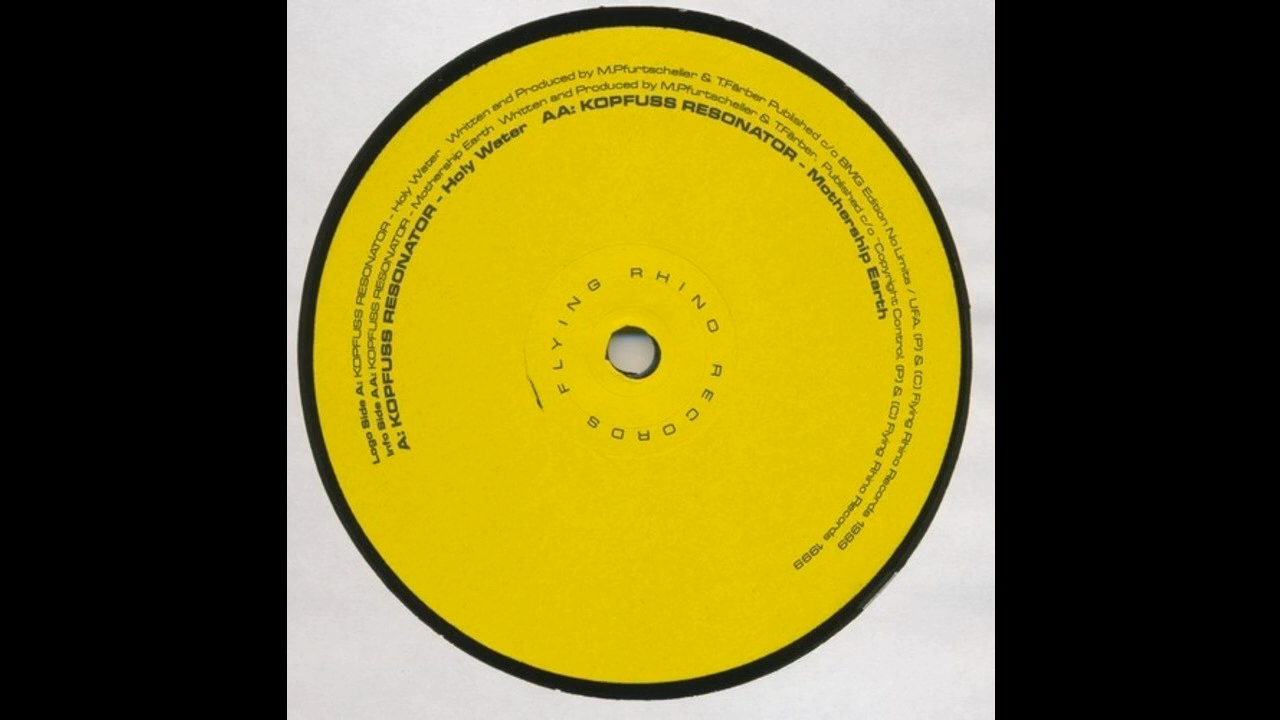 Logo Side A: KOPFUSS RESONATOR - Holy Water Written and Produced by M.Pfurtscheller & T.Färber Published c/o BMG Edition No Limits / UFA. (P) & (C) Flying Rhino Records 1999
Info Side AA: KOPFUSS RESONATOR - Mothership Earth Written and Produced by M.Pfurtscheller & T.Färber. Published c/o "Copyright Control. (P) & (C) Flying Rhino Records 1999
A: KOPFUSS RESONATOR - Holy Water AA: KOPFUSS RESONATOR - Mothership Earth
FLYING RHINO RECORDS